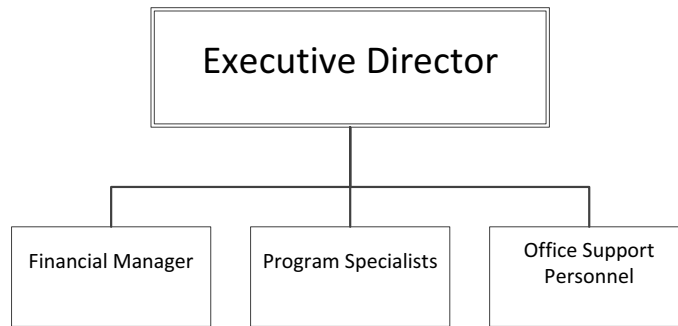 Executive Director
Financial Manager
Program Specialists
Office Support
Personnel